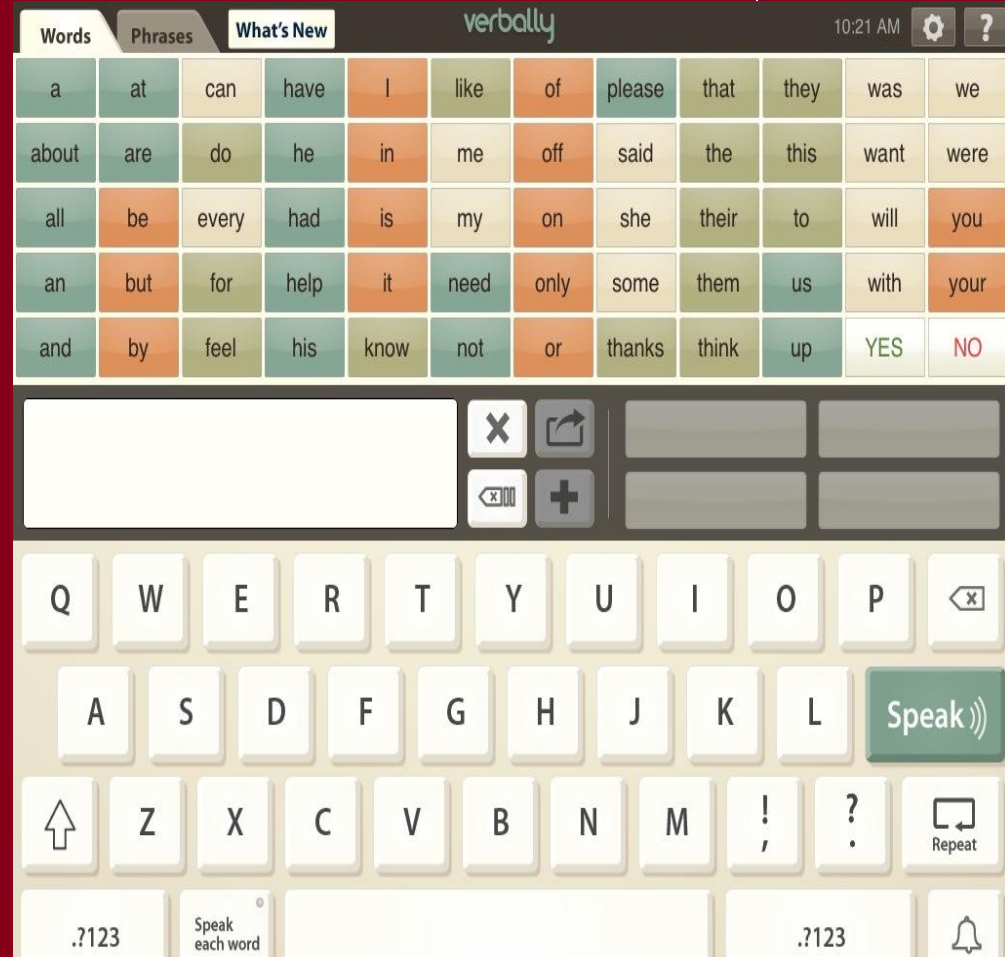 Words Phrases What's New verbally 10:21 AM ?
a at can have I like of please that they was we
about are do he in me off said the this want were
all be every had is my on she their to will you
an but for help it need only some them us with your
and by feel his know not or thanks think up YES NO
Q W E R T Y U I O P
A S D F G H J K L Speak
Z X C V B N M ! , ? . Repeat
.?123 Speak each word .?123